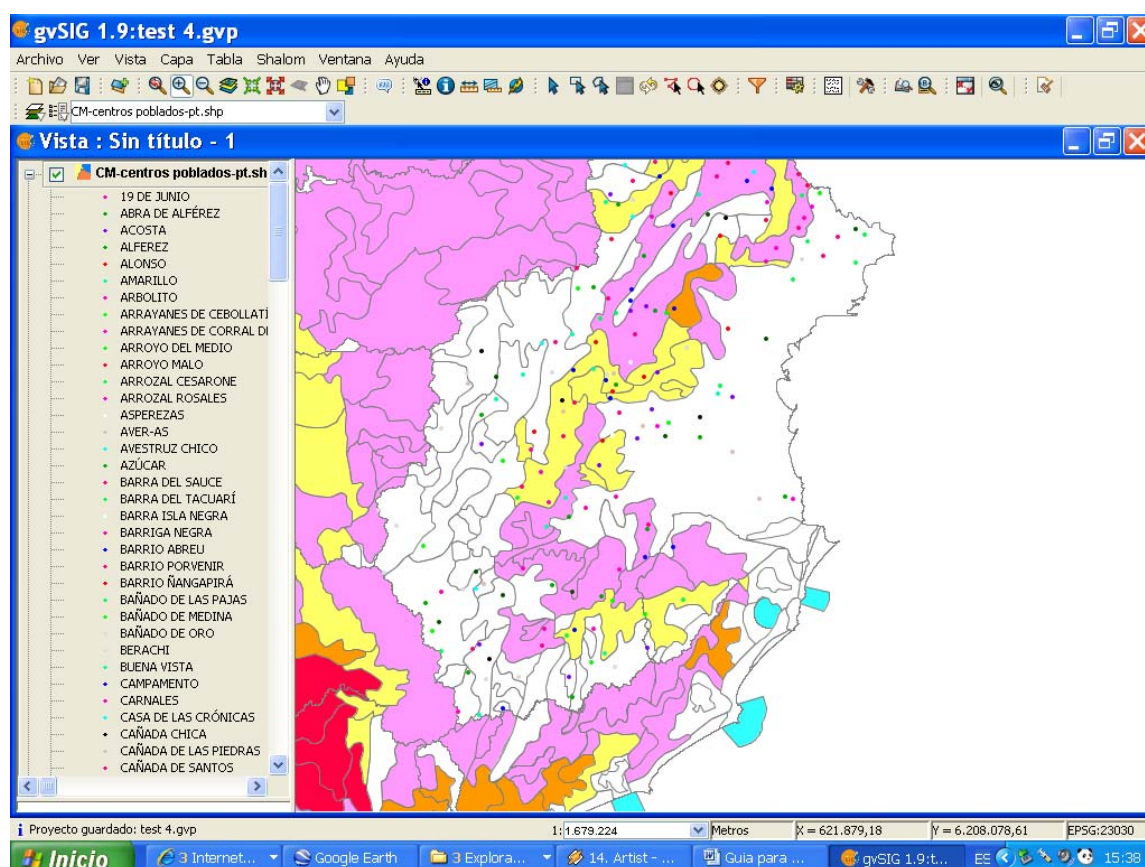 gvSIG 1.9:test 4.gvp
Archivo Ver Vista Capa Tabla Shalom Ventana Ayuda
CM-centros poblados-pt.shp
Vista : Sin título - 1
CM-centros poblados-pt.sh
19 DE JUNIO
ABRA DE ALFÉREZ
ACOSTA
ALFEREZ
ALONSO
AMARILLO
ARBOLITO
ARRAYANES DE CEBOLLATÍ
ARRAYANES DE CORRAL DI
ARROYO DEL MEDIO
ARROYO MALO
ARROZAL CESARONE
ARROZAL ROSALES
ASPEREZAS
AVER-AS
AVESTRUZ CHICO
AZÚCAR
BARRA DEL SAUCE
BARRA DEL TACUARÍ
BARRA ISLA NEGRA
BARRIGA NEGRA
BARRIO ABREU
BARRIO PORVENIR
BARRIO ÑANGAPIRÁ
BAÑADO DE LAS PAJAS
BAÑADO DE MEDINA
BAÑADO DE ORO
BERACHI
BUENA VISTA
CAMPAMENTO
CARNALES
CASA DE LAS CRÓNICAS
CAÑADA CHICA
CAÑADA DE LAS PIEDRAS
CAÑADA DE SANTOS
Proyecto guardado: test 4.gvp 1: 1.679.224 Metros X = 621.879,18 Y = 6.208.078,61 EPSG:23030
Inicio 3 Internet... Google Earth 3 Explora... 14. Artist - ... Guia para ... gvSIG 1.9:t... EE 15:39